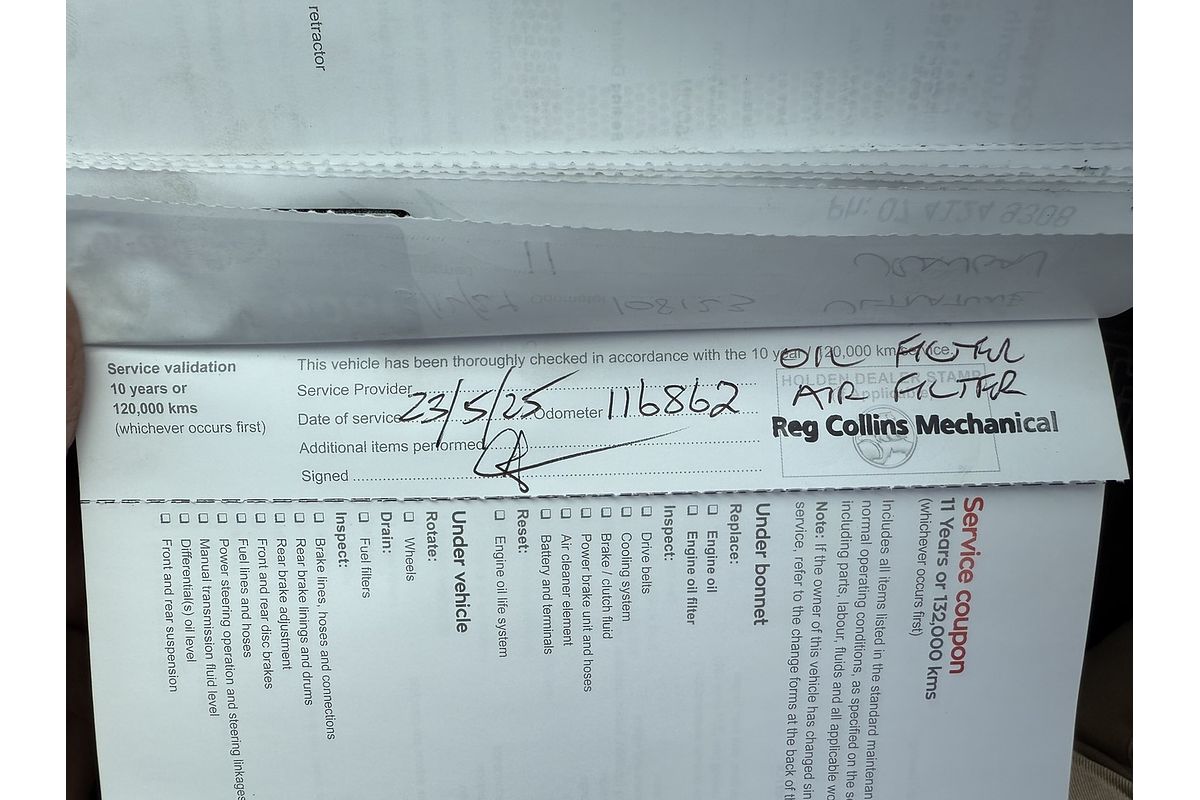 retractor
Ph: 07 4124 9308
11
108123
Service validation
10 years or
120,000 kms
(whichever occurs first)
This vehicle has been thoroughly checked in accordance with the 10 year / 120,000 km service.
Service Provider
Date of service 23/5/25 Odometer 116862
Additional items performed
Signed
OIL FILTER
HOLDEN DEALER STAMP
AIR FILTER
Reg Collins Mechanical
Service coupon
11 Years or 132,000 kms
(whichever occurs first)
Includes all items listed in the standard
normal operating conditions, as specified on the
including parts, labour, fluids and all applicable
Note: If the owner of this vehicle has changed
service, refer to the change forms at the back of
Under bonnet
Replace:
Engine oil
Engine oil filter
Inspect:
Drive belts
Cooling system
Brake / clutch fluid
Power brake unit and hoses
Air cleaner element
Battery and terminals
Reset:
Engine oil life system
Under vehicle
Rotate:
Wheels
Drain:
Fuel filters
Inspect:
Brake lines, hoses and connections
Rear brake linings and drums
Rear brake adjustment
Front and rear disc brakes
Fuel lines and hoses
Power steering operation and steering linkages
Manual transmission fluid level
Differential(s) oil level
Front and rear suspension